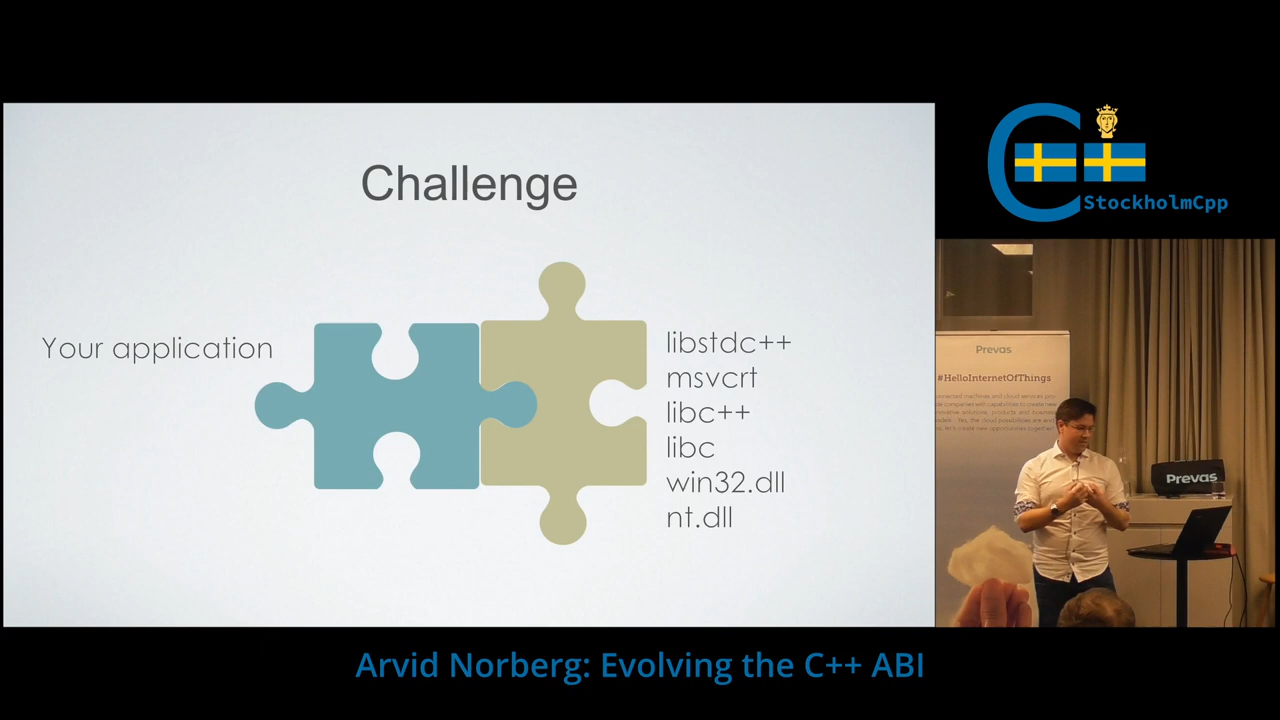 Challenge
Your application
libstdc++
msvcrt
libc++
libc
win32.dll
nt.dll
C++
StockholmCpp
Prevas
#HelloInternetOfThings
Prevas
Arvid Norberg: Evolving the C++ ABI